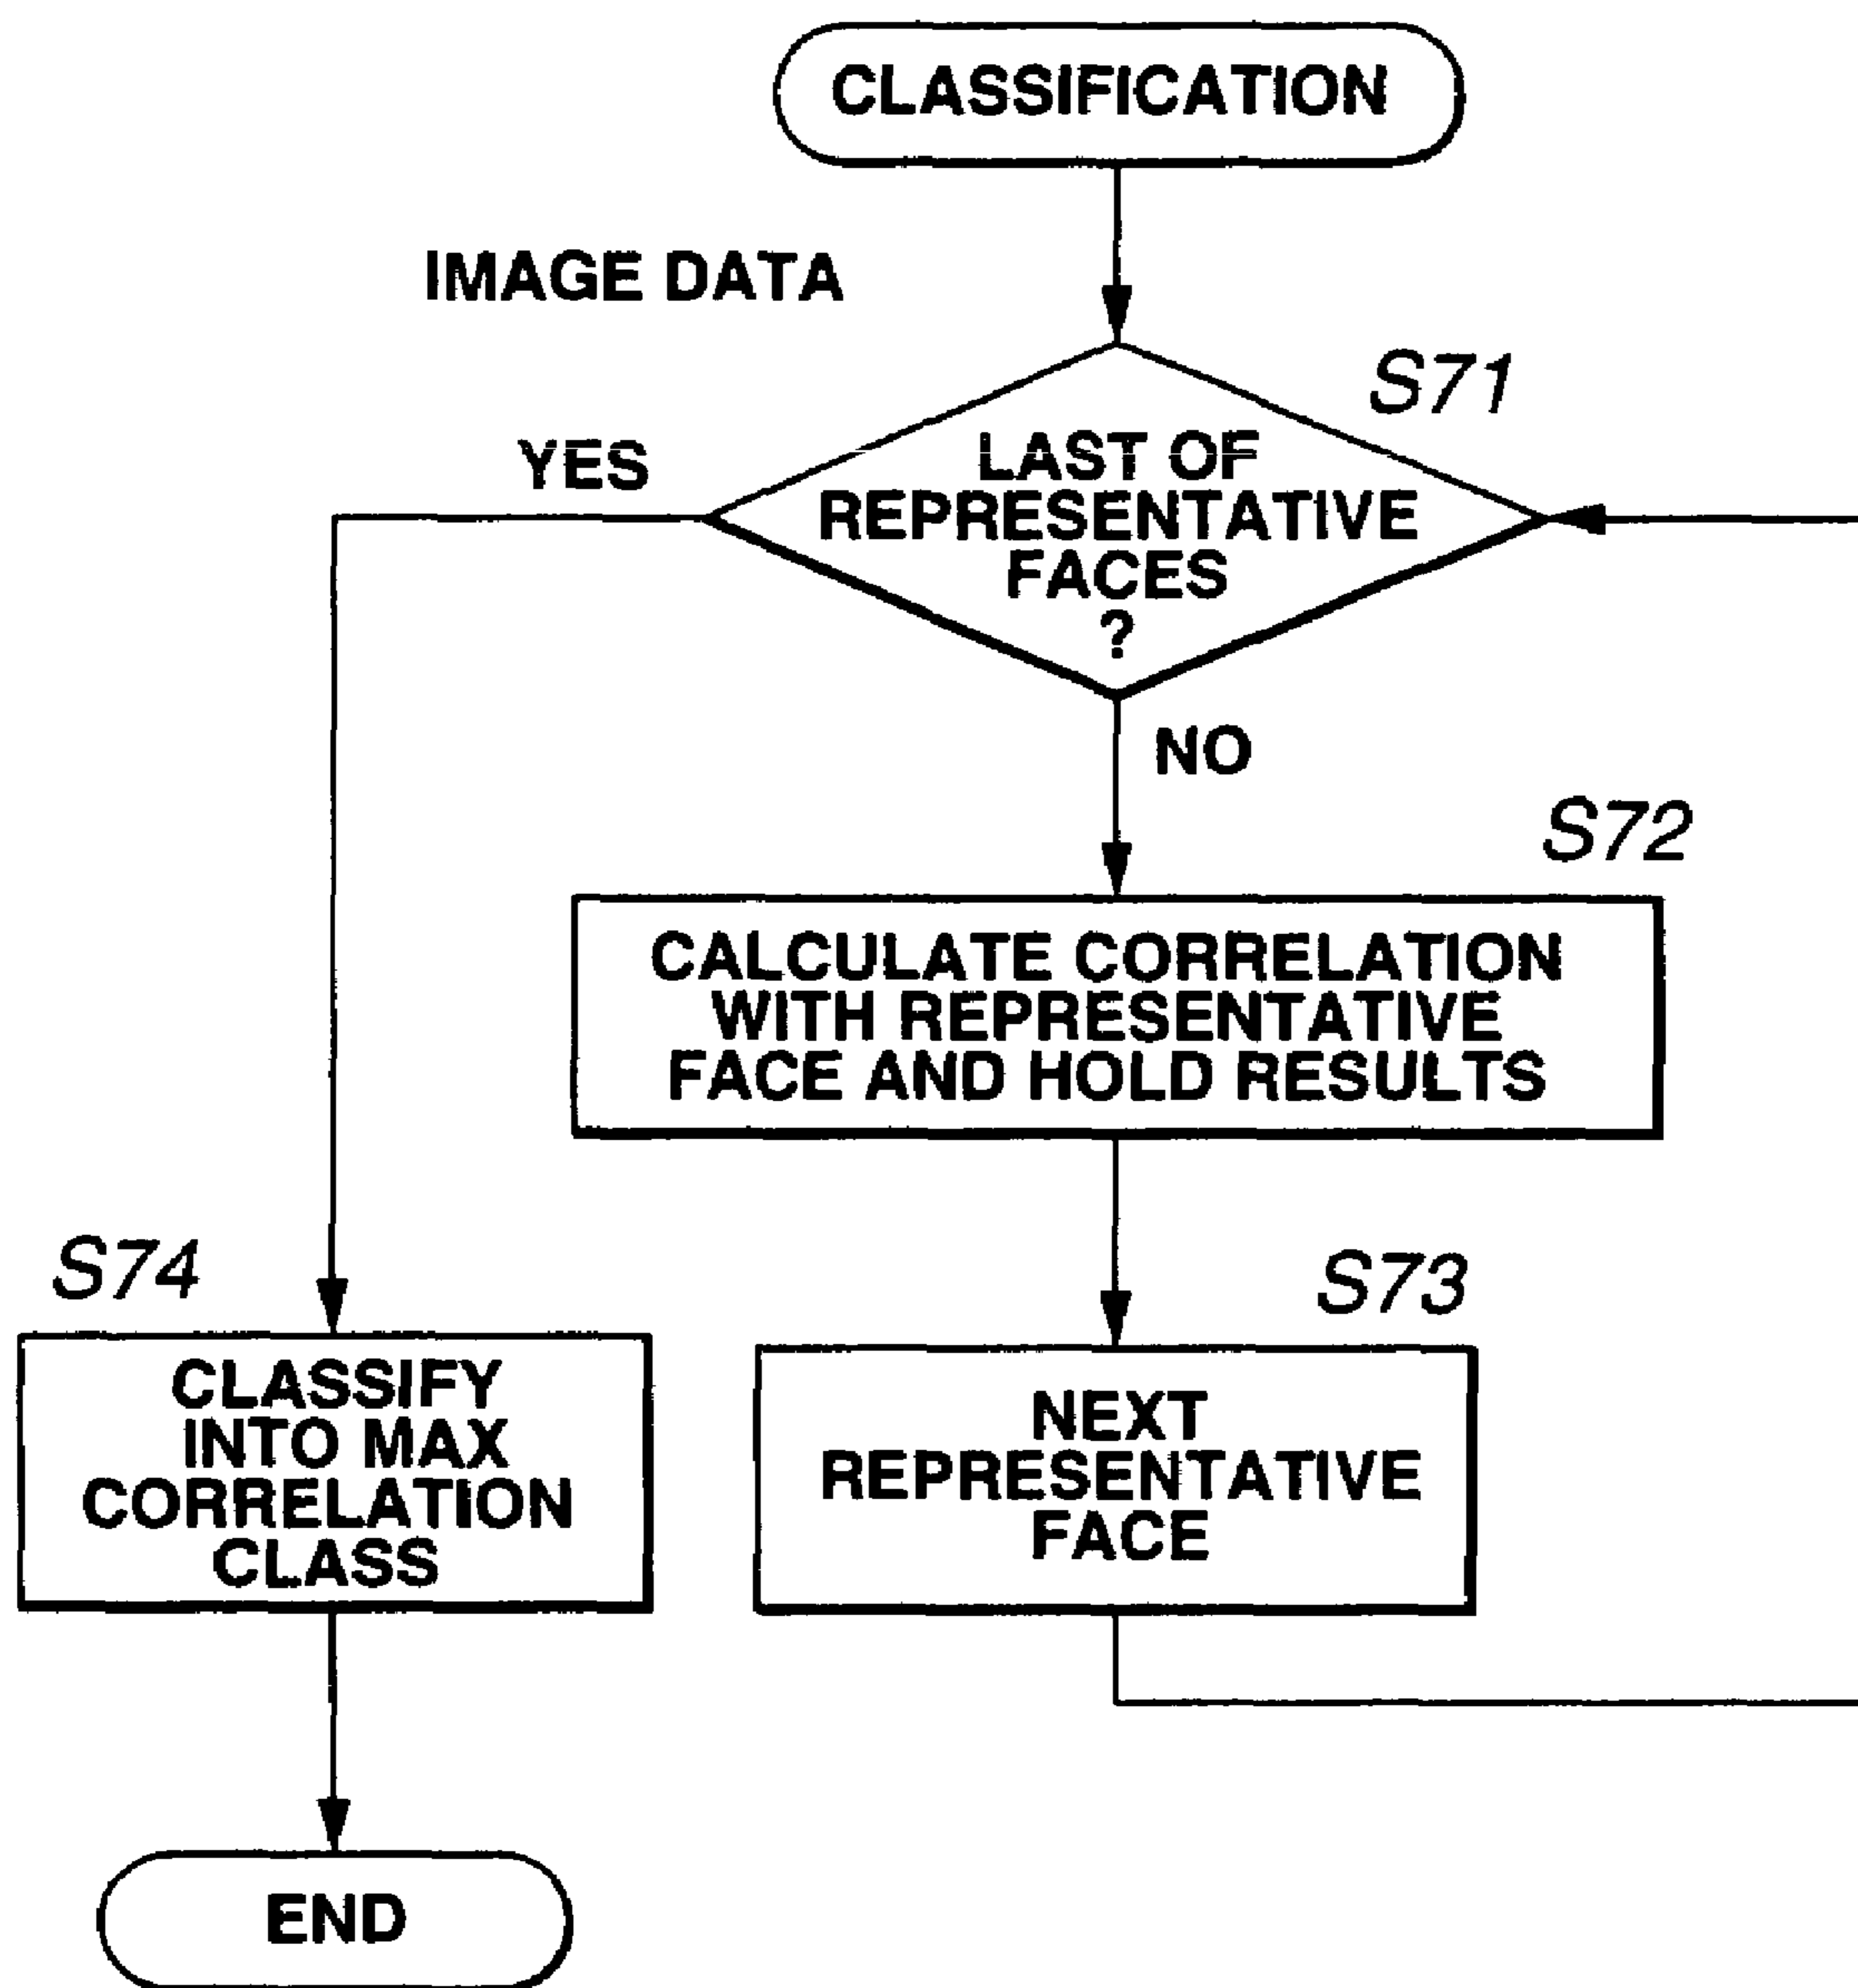 CLASSIFICATION
IMAGE DATA
S71
YES
LAST OF
REPRESENTATIVE
FACES
?
NO
S72
CALCULATE CORRELATION
WITH REPRESENTATIVE
FACE AND HOLD RESULTS
S74
S73
CLASSIFY
INTO MAX
CORRELATION
CLASS
NEXT
REPRESENTATIVE
FACE
END